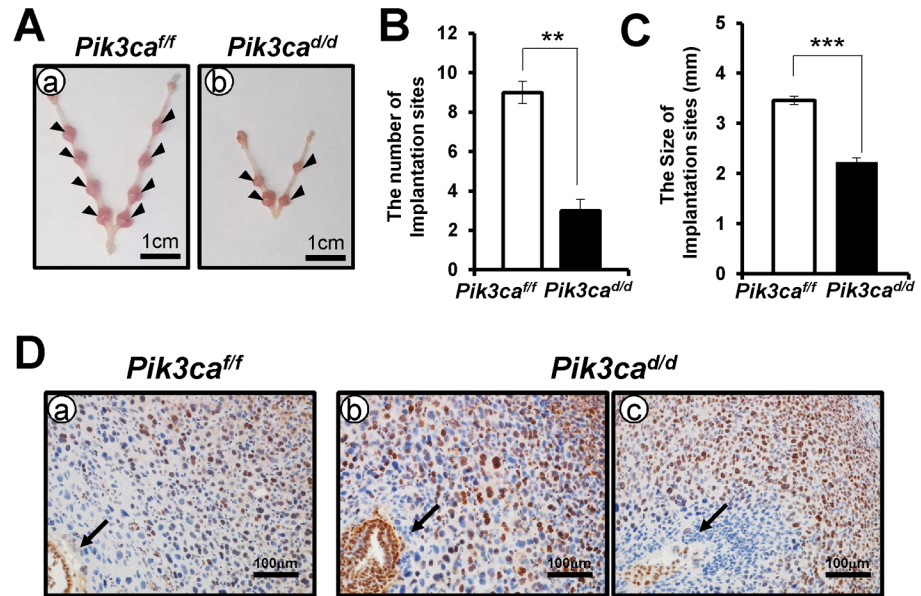 A
Pik3caf/f
Pik3cad/d
a
b
1cm
1cm
B
The number of
Implantation sites
12
10
8
6
4
2
0
**
Pik3caf/f
Pik3cad/d
C
The Size of
Implantation sites (mm)
5
4
3
2
1
0
***
Pik3caf/f
Pik3cad/d
D
Pik3caf/f
Pik3cad/d
a
100μm
b
100μm
c
100μm